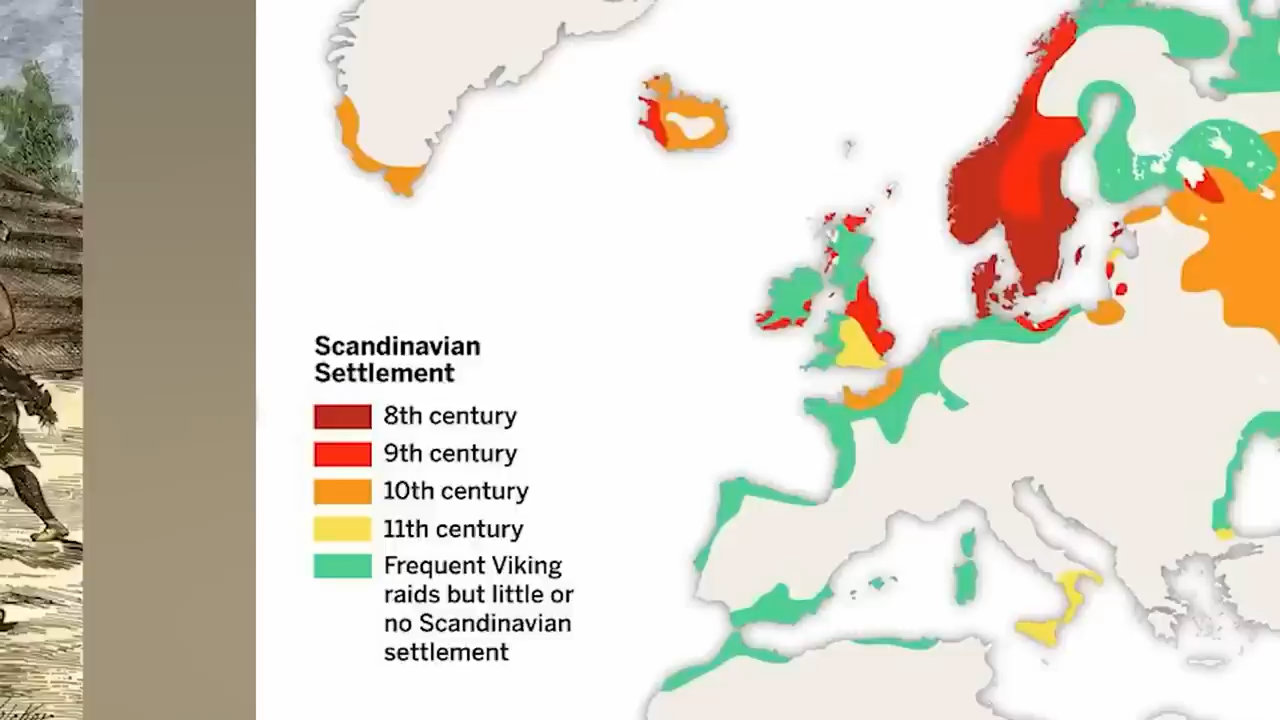 Scandinavian
Settlement
8th century
9th century
10th century
11th century
Frequent Viking
raids but little or
no Scandinavian
settlement